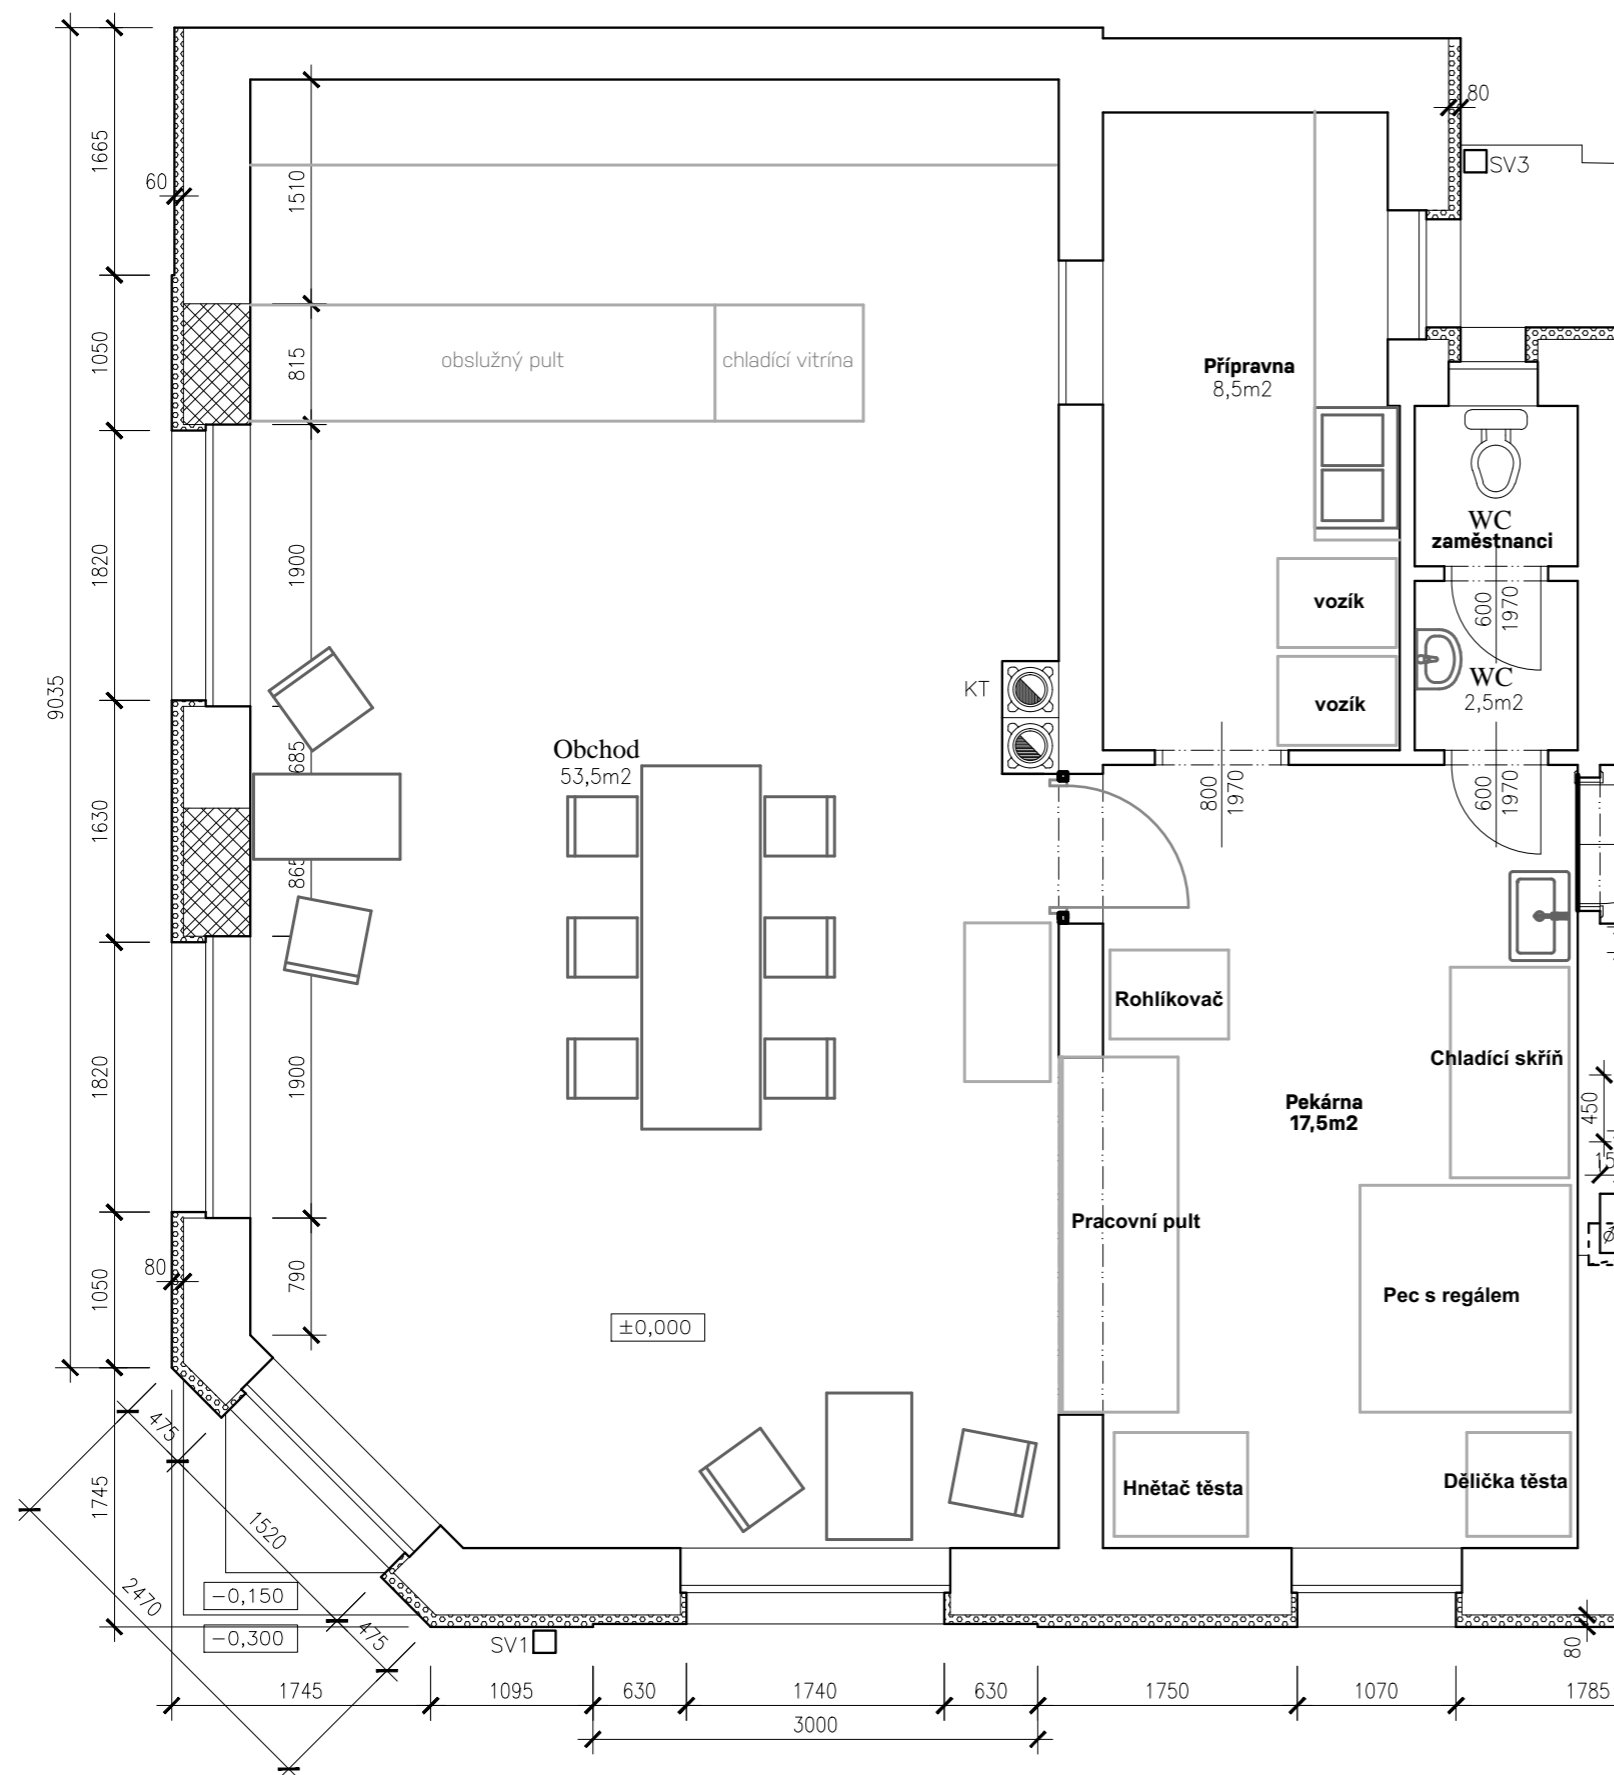 80
SV3
1665
60
1510
1050
815
obslužný pult
chladící vitrína
Přípravna
8,5m2
WC
zaměstnanci
1820
1900
600
1970
vozík
vozík
WC
2,5m2
KT
9035
Obchod
53,5m2
685
1630
865
800
1970
600
1970
Rohlíkovač
Chladící skříň
Pekárna
17,5m2
1820
1900
450
Pracovní pult
80
1050
790
Pec s regálem
±0,000
475
1745
1520
2470
Hnětač těsta
Dělička těsta
-0,150
-0,300
475
SV1
80
1745
1095
630
1740
630
1750
1070
1785
3000